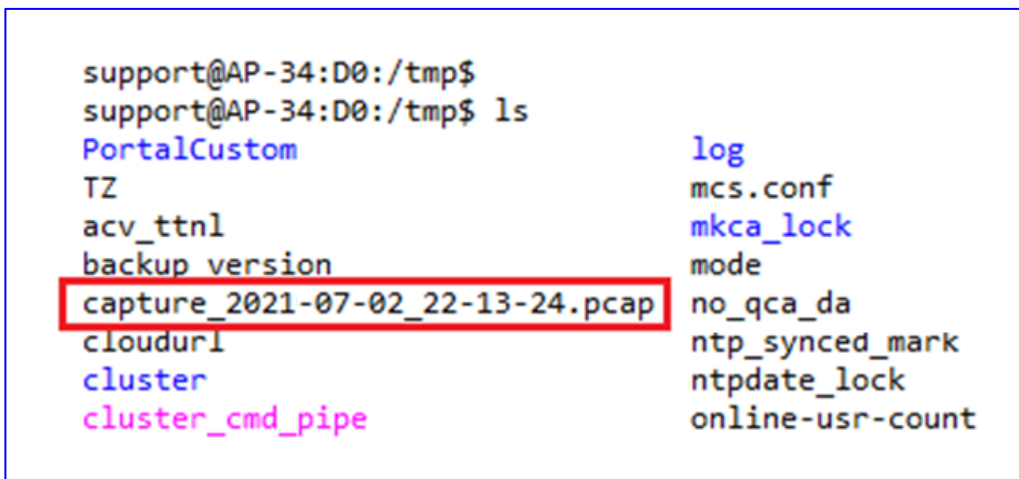 support@AP-34:D0:/tmp$
support@AP-34:D0:/tmp$ ls
PortalCustom log
TZ mcs.conf
acv_ttnl mkca_lock
backup_version mode
capture_2021-07-02_22-13-24.pcap no_qca_da
cloudurl ntp_synced_mark
cluster ntpdate_lock
cluster_cmd_pipe online-usr-count